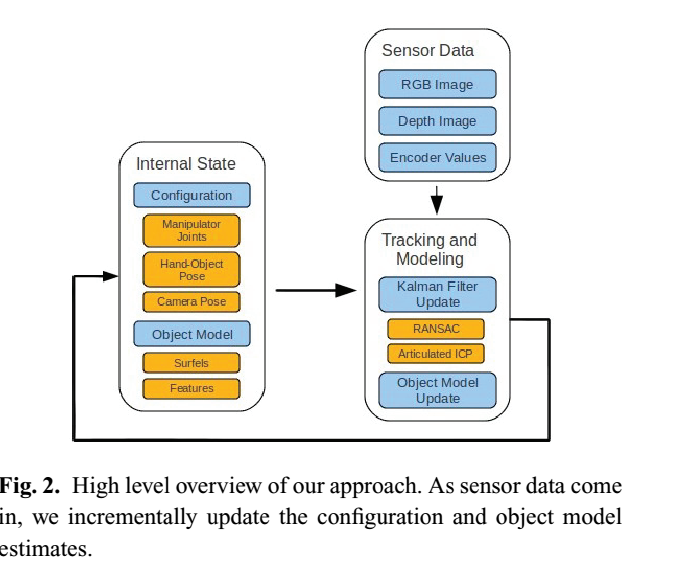 Sensor Data
RGB Image
Depth Image
Encoder Values
Internal State
Configuration
Manipulator
Joints
Hand-Object
Pose
Camera Pose
Object Model
Surfels
Features
Tracking and
Modeling
Kalman Filter
Update
RANSAC
Articulated ICP
Object Model
Update
Fig. 2. High level overview of our approach. As sensor data come
in, we incrementally update the configuration and object model
estimates.